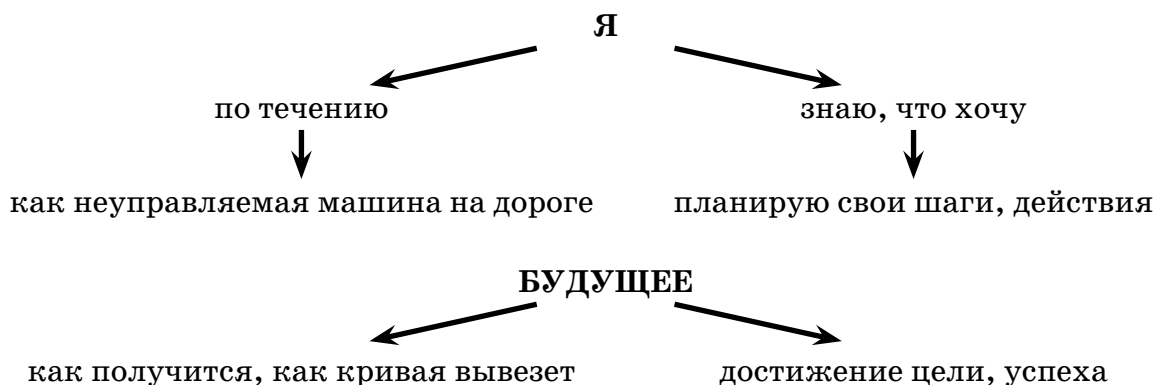 Я
по течению знаю, что хочу
как неуправляемая машина на дороге планирую свои шаги, действия
БУДУЩЕЕ
как получится, как кривая вывезет достижение цели, успеха